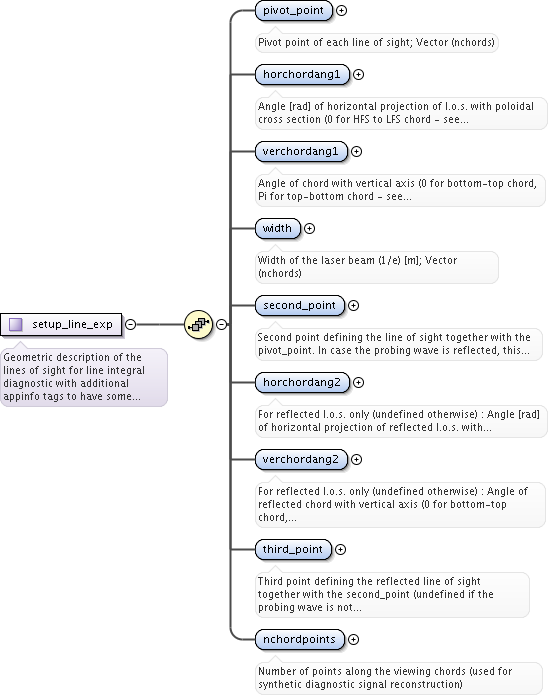 pivot_point
Pivot point of each line of sight; Vector (nchords)
horchordang1
Angle [rad] of horizontal projection of l.o.s. with poloidal
cross section (0 for HFS to LFS chord - see...
verchordang1
Angle of chord with vertical axis (0 for bottom-top chord,
Pi for top-bottom chord - see...
width
Width of the laser beam (1/e) [m]; Vector
(nchords)
second_point
Second point defining the line of sight together with the
pivot_point. In case the probing wave is reflected, this...
setup_line_exp
Geometric description of the
lines of sight for line integral
diagnostic with additional
appinfo tags to have some...
horchordang2
For reflected l.o.s. only (undefined otherwise) : Angle [rad]
of horizontal projection of reflected l.o.s. with...
verchordang2
For reflected l.o.s. only (undefined otherwise) : Angle of
reflected chord with vertical axis (0 for bottom-top
chord,...
third_point
Third point defining the reflected line of sight
together with the second_point (undefined if the
probing wave is not...
nchordpoints
Number of points along the viewing chords (used for
synthetic diagnostic signal reconstruction)